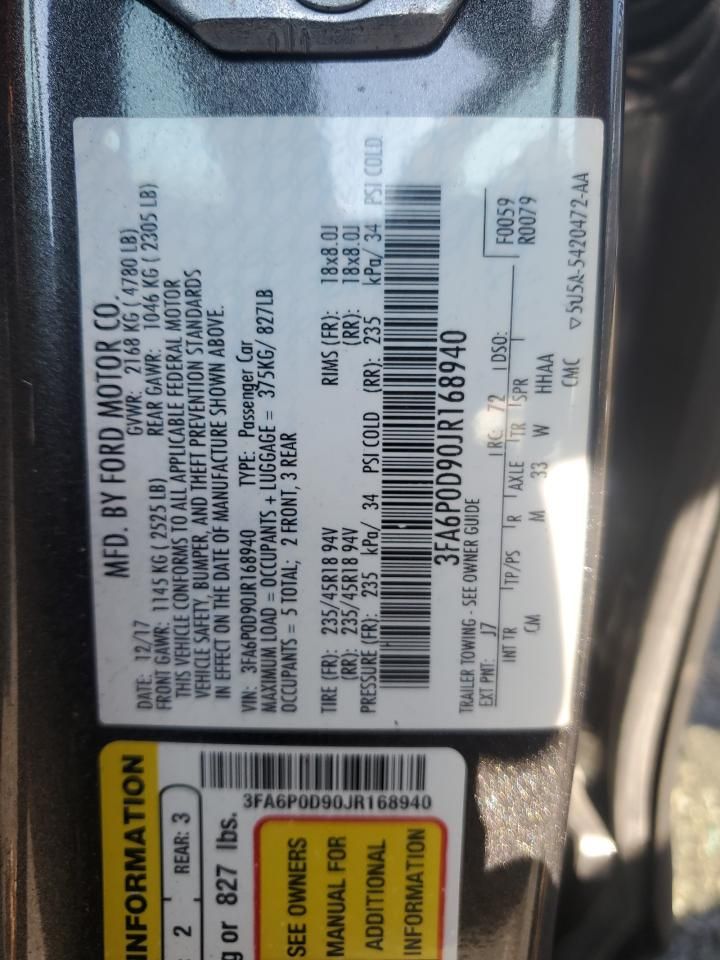 MFD. BY FORD MOTOR CO.
DATE: 12/17 GVWR: 2168 KG ( 4780 LB)
FRONT GAWR: 1145 KG ( 2525 LB) REAR GAWR: 1046 KG ( 2305 LB)
THIS VEHICLE CONFORMS TO ALL APPLICABLE FEDERAL MOTOR
VEHICLE SAFETY, BUMPER, AND THEFT PREVENTION STANDARDS
IN EFFECT ON THE DATE OF MANUFACTURE SHOWN ABOVE.
VIN: 3FA6P0D90JR168940 TYPE: Passenger Car
MAXIMUM LOAD = OCCUPANTS + LUGGAGE = 375KG/ 827LB
OCCUPANTS = 5 TOTAL; 2 FRONT, 3 REAR
TIRE (FR): 235/45R18 94V RIMS (FR): 18x8.0J
(RR): 235/45R18 94V (RR): 18x8.0J
PRESSURE (FR): 235 kPa/ 34 PSI COLD (RR): 235 kPa/ 34 PSI COLD
3FA6P0D90JR168940
TRAILER TOWING - SEE OWNER GUIDE
EXT PNT: J7 RC: 72 DSO: F0059
R0079
INT TR TP/PS R AXLE TR SPR
CM M 33 W HHAA
CMC ▽5U5A-5420472-AA
INFORMATION
2 REAR: 3
g or 827 lbs.
3FA6P0D90JR168940
SEE OWNERS
MANUAL FOR
ADDITIONAL
INFORMATION